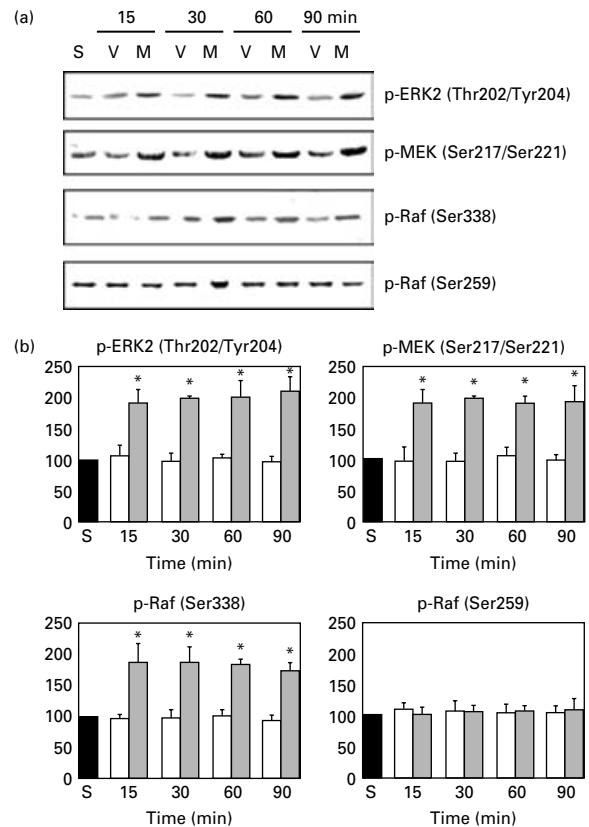 (a)
15 30 60 90 min
S V M V M V M V M
p-ERK2 (Thr202/Tyr204)
p-MEK (Ser217/Ser221)
p-Raf (Ser338)
p-Raf (Ser259)
(b)
p-ERK2 (Thr202/Tyr204)
250
200
150
100
50
0
* * * *
S 15 30 60 90
Time (min)
p-MEK (Ser217/Ser221)
250
200
150
100
50
0
* * * *
S 15 30 60 90
Time (min)
p-Raf (Ser338)
250
200
150
100
50
0
* * * *
S 15 30 60 90
Time (min)
p-Raf (Ser259)
250
200
150
100
50
0
S 15 30 60 90
Time (min)